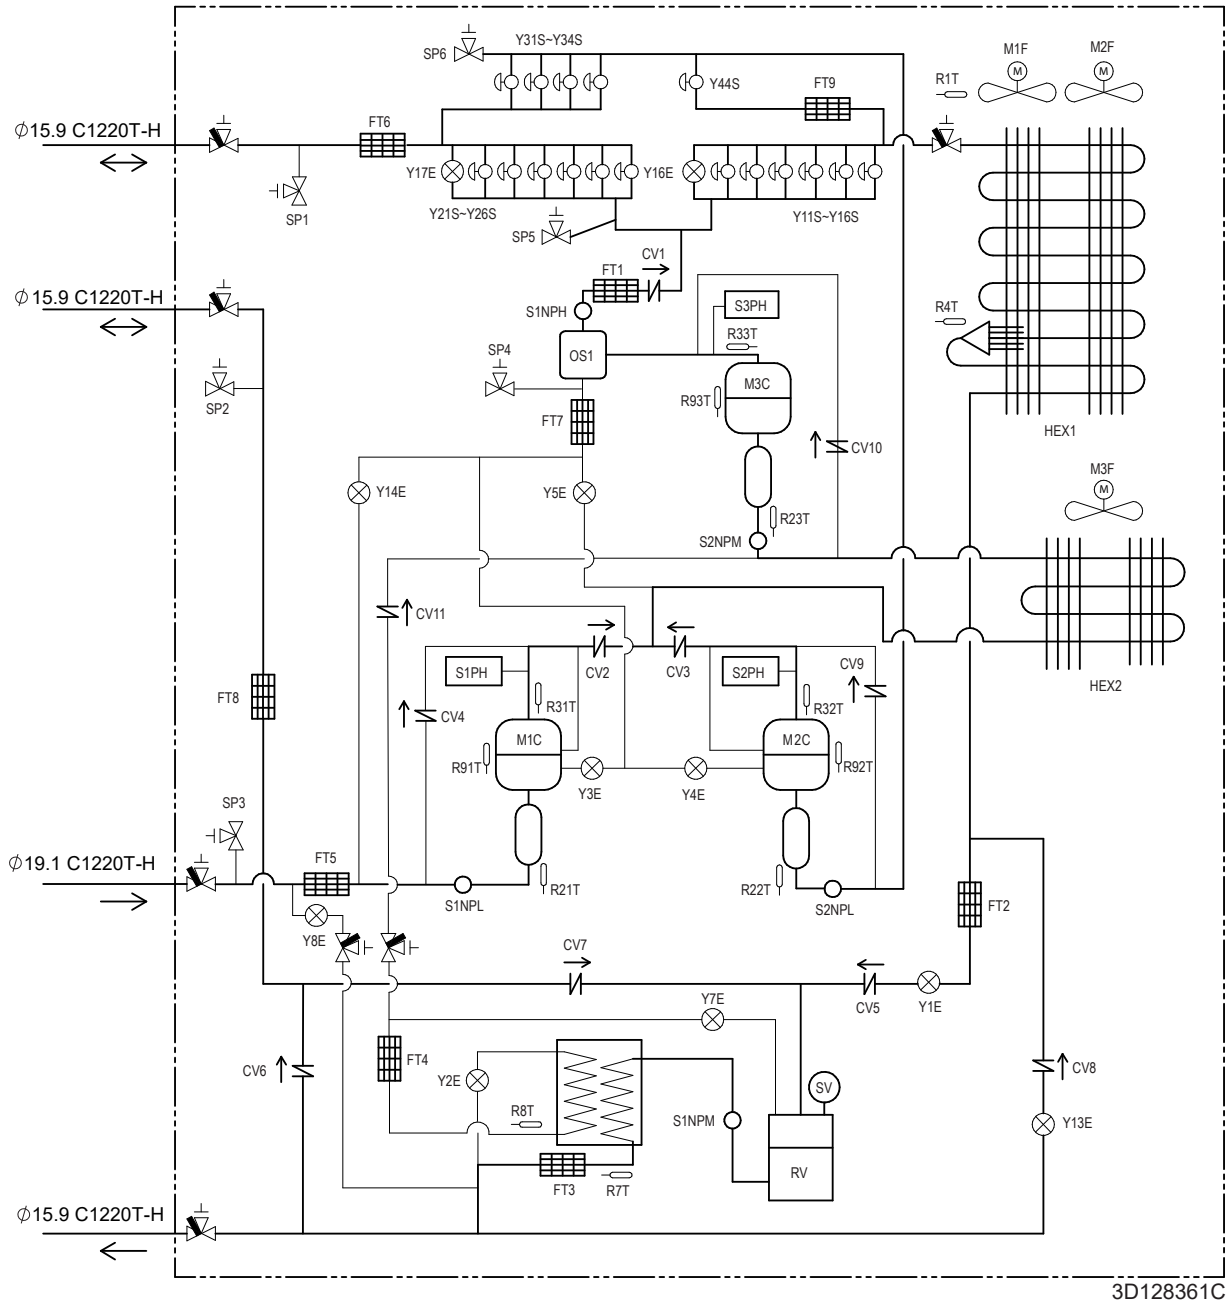 Y31S~Y34S
SP6
M1F
M2F
M
M
R1T
Y44S
FT9
∅15.9 C1220T-H
FT6
Y17E
Y16E
SP1
Y21S~Y26S
Y11S~Y16S
SP5
CV1
FT1
∅15.9 C1220T-H
S1NPH
S3PH
R4T
R33T
OS1
SP4
M3C
SP2
R93T
FT7
HEX1
CV10
M3F
M
Y14E
Y5E
R23T
S2NPM
CV11
FT8
S1PH
CV2
CV3
S2PH
CV9
HEX2
R31T
R32T
CV4
M1C
M2C
R91T
R92T
Y3E
Y4E
SP3
∅19.1 C1220T-H
FT5
R21T
R22T
S1NPL
S2NPL
FT2
Y8E
CV7
CV5
Y1E
Y7E
CV6
FT4
Y2E
SV
CV8
R8T
S1NPM
Y13E
RV
FT3
R7T
∅15.9 C1220T-H
3D128361C